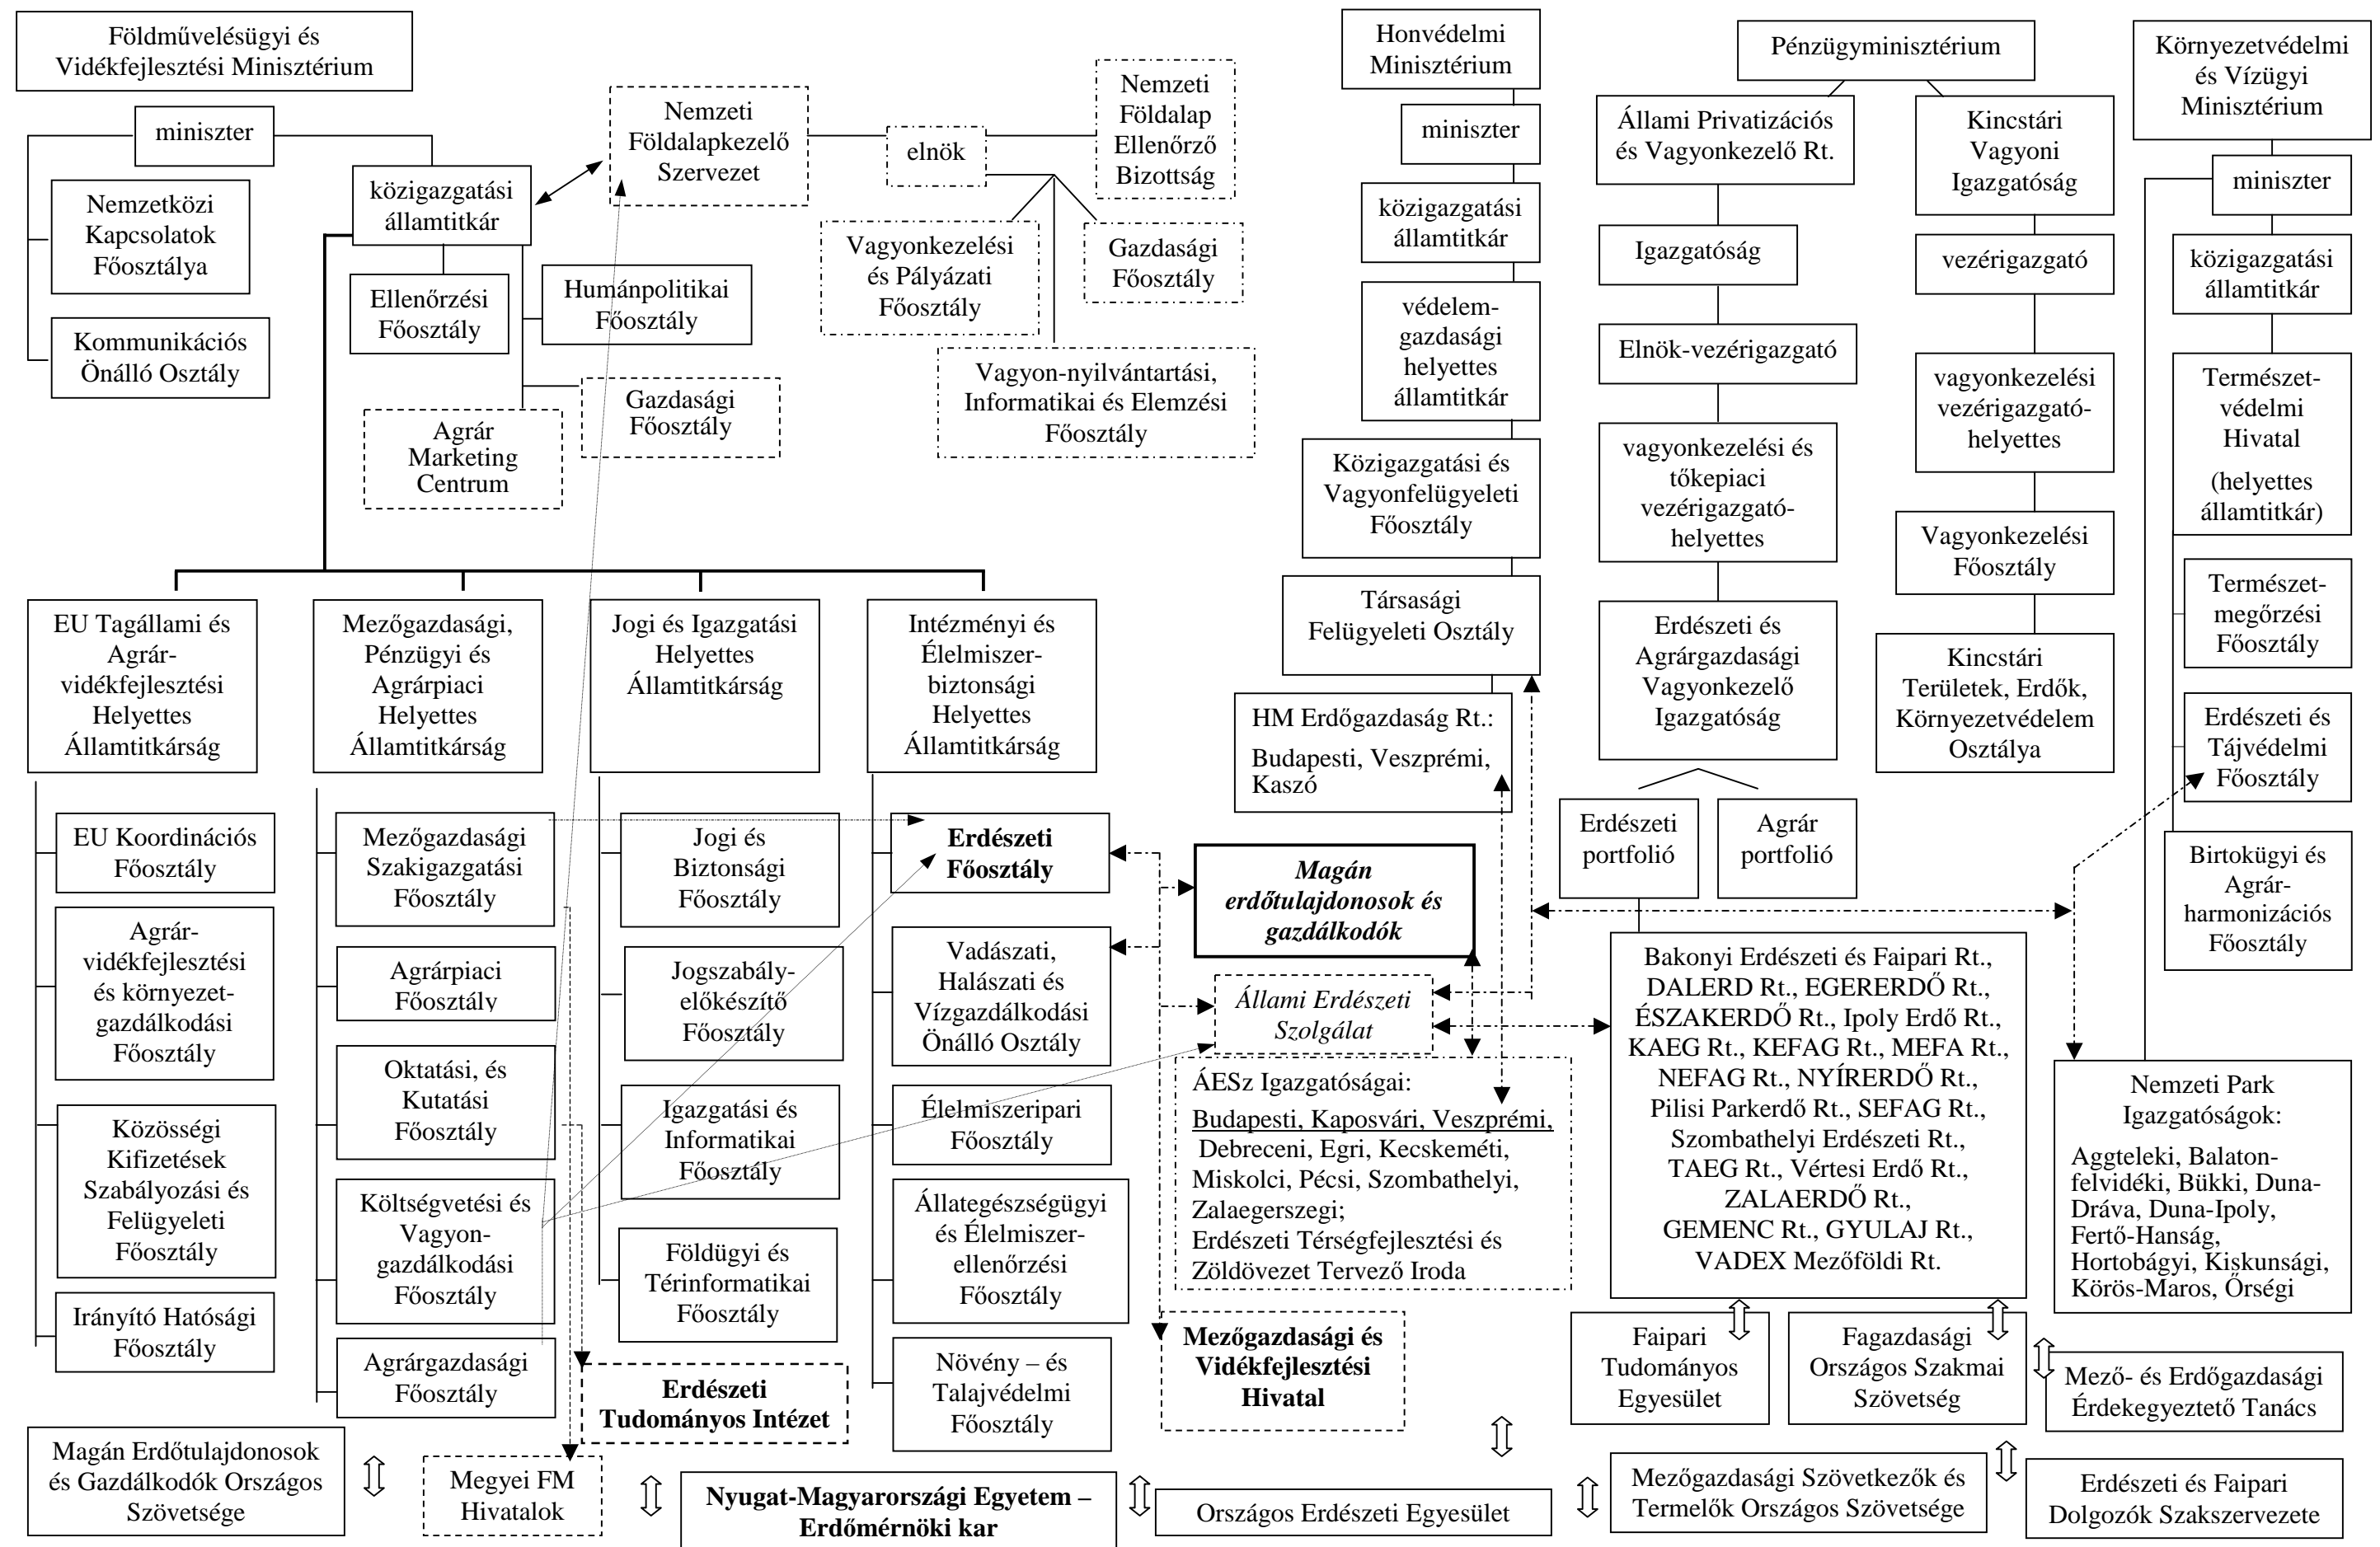 Földművelésügyi és
Vidékfejlesztési Minisztérium
miniszter
Nemzetközi
Kapcsolatok
Főosztálya
Kommunikációs
Önálló Osztály
közigazgatási
államtitkár
Ellenőrzési
Főosztály
Humánpolitikai
Főosztály
Gazdasági
Főosztály
Agrár
Marketing
Centrum
Nemzeti
Földalapkezelő
Szervezet
elnök
Nemzeti
Földalap
Ellenőrző
Bizottság
Vagyonkezelési
és Pályázati
Főosztály
Gazdasági
Főosztály
Vagyon-nyilvántartási,
Informatikai és Elemzési
Főosztály
Honvédelmi
Minisztérium
miniszter
közigazgatási
államtitkár
védelem-
gazdasági
helyettes
államtitkár
Közigazgatási és
Vagyonfelügyeleti
Főosztály
Társasági
Felügyeleti Osztály
HM Erdőgazdaság Rt.:
Budapesti, Veszprémi,
Kaszó
Pénzügyminisztérium
Állami Privatizációs
és Vagyonkezelő Rt.
Igazgatóság
Elnök-vezérigazgató
vagyonkezelési és
tőkepiaci
vezérigazgató-
helyettes
Erdészeti és
Agrárgazdasági
Vagyonkezelő
Igazgatóság
Erdészeti
portfolió
Agrár
portfolió
Kincstári
Vagyoni
Igazgatóság
vezérigazgató
vagyonkezelési
vezérigazgató-
helyettes
Vagyonkezelési
Főosztály
Kincstári
Területek, Erdők,
Környezetvédelem
Osztálya
Környezetvédelmi
és Vízügyi
Minisztérium
miniszter
közigazgatási
államtitkár
Természet-
védelmi
Hivatal
(helyettes
államtitkár)
Természet-
megőrzési
Főosztály
Erdészeti és
Tájvédelmi
Főosztály
Birtokügyi és
Agrár-
harmonizációs
Főosztály
EU Tagállami és
Agrár-
vidékfejlesztési
Helyettes
Államtitkárság
EU Koordinációs
Főosztály
Agrár-
vidékfejlesztési
és környezet-
gazdálkodási
Főosztály
Közösségi
Kifizetések
Szabályozási és
Felügyeleti
Főosztály
Irányító Hatósági
Főosztály
Mezőgazdasági,
Pénzügyi és
Agrárpiaci
Helyettes
Államtitkárság
Mezőgazdasági
Szakigazgatási
Főosztály
Agrárpiaci
Főosztály
Oktatási, és
Kutatási
Főosztály
Költségvetési és
Vagyon-
gazdálkodási
Főosztály
Agrárgazdasági
Főosztály
Jogi és Igazgatási
Helyettes
Államtitkárság
Jogi és
Biztonsági
Főosztály
Jogszabály-
előkészítő
Főosztály
Igazgatási és
Informatikai
Főosztály
Földügyi és
Térinformatikai
Főosztály
Intézményi és
Élelmiszer-
biztonsági
Helyettes
Államtitkárság
Erdészeti
Főosztály
Vadászati,
Halászati és
Vízgazdálkodási
Önálló Osztály
Élelmiszeripari
Főosztály
Állategészségügyi
és Élelmiszer-
ellenőrzési
Főosztály
Növény – és
Talajvédelmi
Főosztály
Magán
erdőtulajdonosok és
gazdálkodók
Állami Erdészeti
Szolgálat
ÁESz Igazgatóságai:
Budapesti, Kaposvári, Veszprémi,
Debreceni, Egri, Kecskeméti,
Miskolci, Pécsi, Szombathelyi,
Zalaegerszegi;
Erdészeti Térségfejlesztési és
Zöldövezet Tervező Iroda
Mezőgazdasági és
Vidékfejlesztési
Hivatal
Bakonyi Erdészeti és Faipari Rt.,
DALERD Rt., EGERERDŐ Rt.,
ÉSZAKERDŐ Rt., Ipoly Erdő Rt.,
KAEG Rt., KEFAG Rt., MEFA Rt.,
NEFAG Rt., NYÍRERDŐ Rt.,
Pilisi Parkerdő Rt., SEFAG Rt.,
Szombathelyi Erdészeti Rt.,
TAEG Rt., Vértesi Erdő Rt.,
ZALAERDŐ Rt.,
GEMENC Rt., GYULAJ Rt.,
VADEX Mezőföldi Rt.
Nemzeti Park
Igazgatóságok:
Aggteleki, Balaton-
felvidéki, Bükki, Duna-
Dráva, Duna-Ipoly,
Fertő-Hanság,
Hortobágyi, Kiskunsági,
Körös-Maros, Őrségi
Faipari
Tudományos
Egyesület
Fagazdasági
Országos Szakmai
Szövetség
Mező- és Erdőgazdasági
Érdekegyeztető Tanács
Erdészeti
Tudományos Intézet
Magán Erdőtulajdonosok
és Gazdálkodók Országos
Szövetsége
Megyei FM
Hivatalok
Nyugat-Magyarországi Egyetem –
Erdőmérnöki kar
Országos Erdészeti Egyesület
Mezőgazdasági Szövetkezők és
Termelők Országos Szövetsége
Erdészeti és Faipari
Dolgozók Szakszervezete